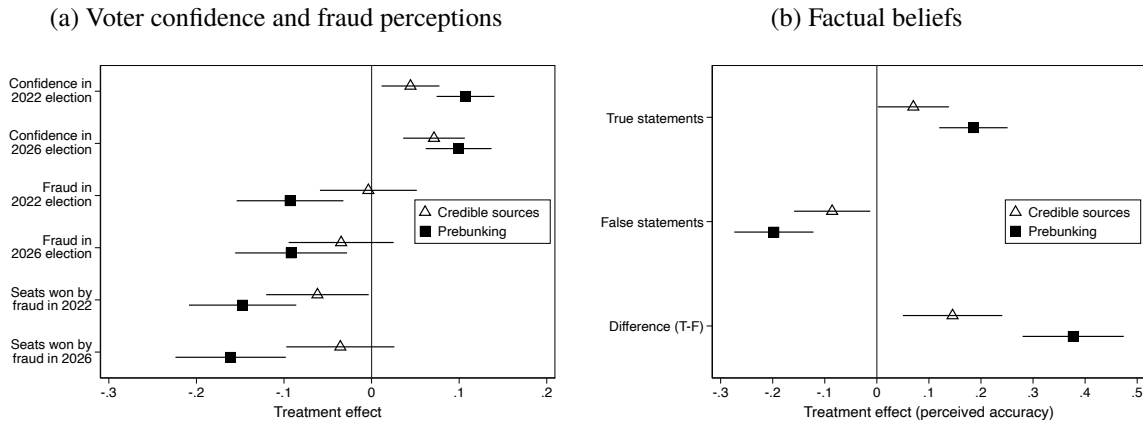 (a) Voter confidence and fraud perceptions
Confidence in
2022 election
Confidence in
2026 election
Fraud in
2022 election
Fraud in
2026 election
Seats won by
fraud in 2022
Seats won by
fraud in 2026
Credible sources
Prebunking
-.3 -.2 -.1 0 .1 .2
Treatment effect
(b) Factual beliefs
True statements
False statements
Difference (T-F)
Credible sources
Prebunking
-.3 -.2 -.1 0 .1 .2 .3 .4 .5
Treatment effect (perceived accuracy)